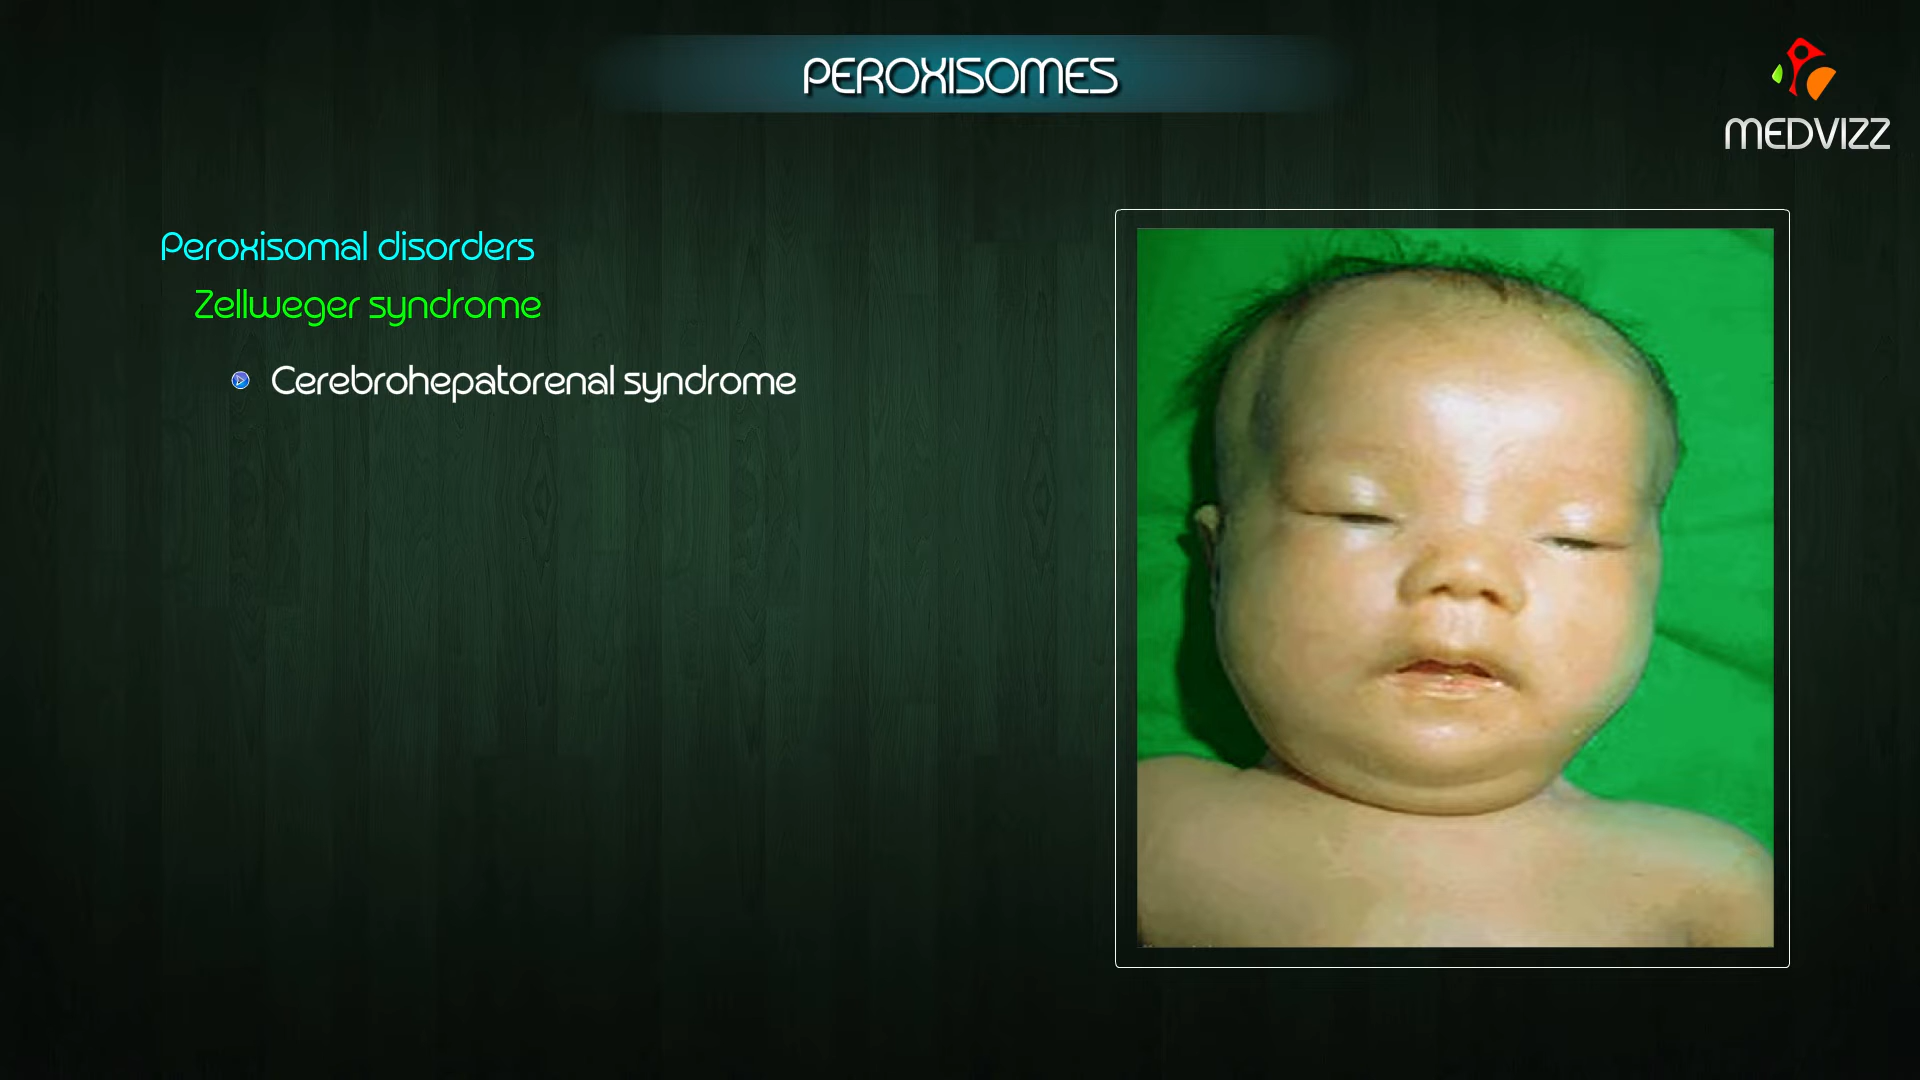 PEROXISOMES
MEDVIZZ
Peroxisomal disorders
Zellweger syndrome
Cerebrohepatorenal syndrome